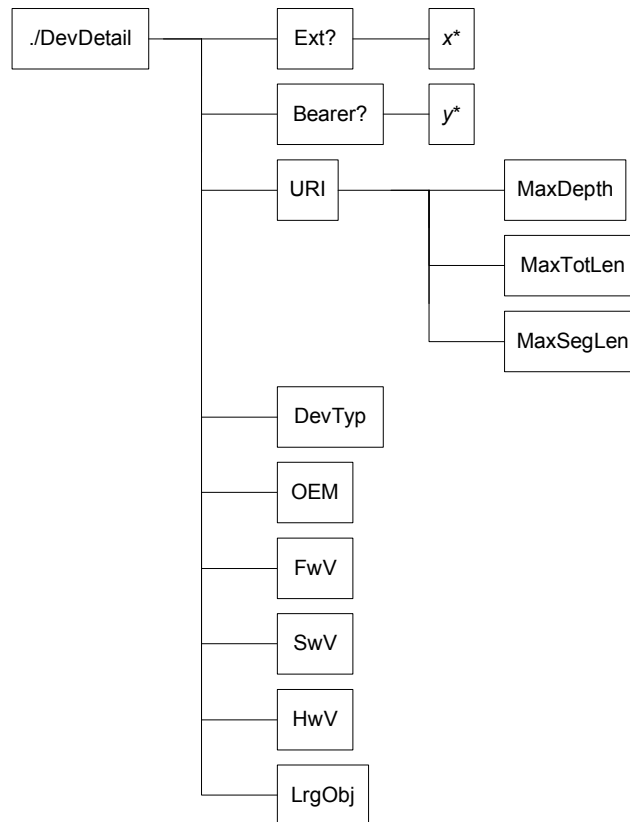 ./DevDetail
Ext?
x*
Bearer?
y*
URI
MaxDepth
MaxTotLen
MaxSegLen
DevTyp
OEM
FwV
SwV
HwV
LrgObj